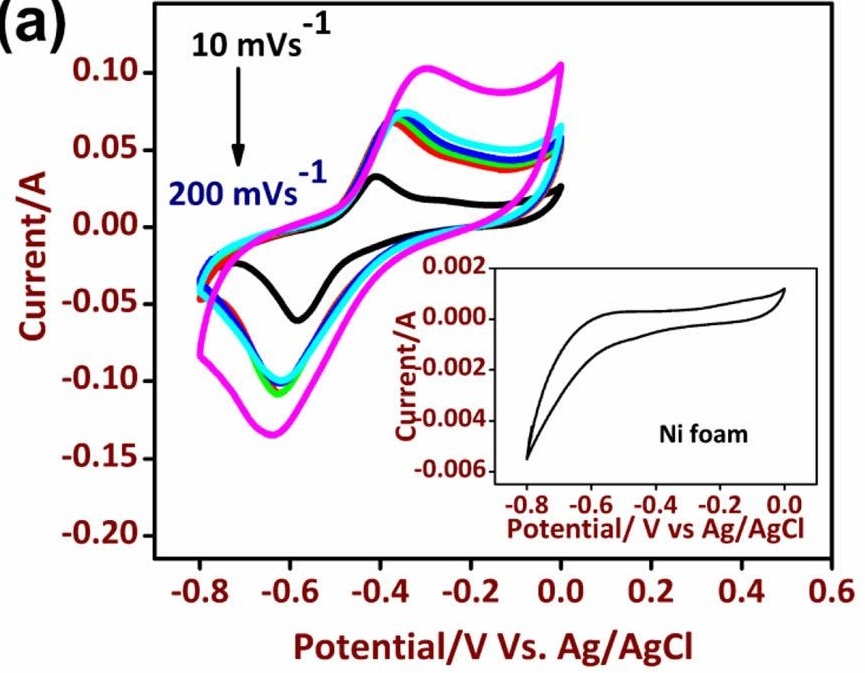 (a)
10 mVs⁻¹
200 mVs⁻¹
Current/A
0.10
0.05
0.00
-0.05
-0.10
-0.15
-0.20
-0.8 -0.6 -0.4 -0.2 0.0 0.2 0.4 0.6
Potential/V Vs. Ag/AgCl
Current/A
0.002
0.000
-0.002
-0.004
-0.006
Ni foam
-0.8 -0.6 -0.4 -0.2 0.0
Potential/ V vs Ag/AgCl